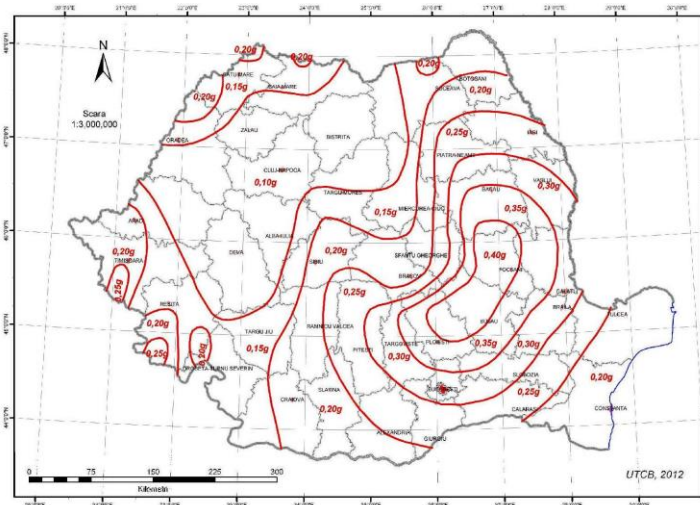 N
Scara
1:3,000,000
0,20g
0,20g
0,20g
SATU MARE
BAIA MARE
0,15g
0,20g
SUCEAVA
BOTOSANI
0,20g
ORADEA
ZALAU
BISTRITA
0,25g
IASI
PIATRA NEAMT
CLUJ-NAPOCA
0,10g
TARGU MURES
VASLUI
0,30g
BACAU
0,15g
MIERCUREA-CIUC
0,35g
ARAD
ALBA IULIA
DEVA
0,20g
TIMISOARA
0,20g
SIBIU
SFANTU GHEORGHE
0,40g
FOCSANI
BRASOV
0,25g
0,25g
GALATI
BRAILA
TULCEA
RESITA
0,20g
RAMNICU VALCEA
BUZAU
TARGU JIU
0,15g
PITESTI
TARGOVISTE
PLOIESTI
0,35g
0,30g
0,25g
0,20g
0,30g
DROBETA-TURNU SEVERIN
SLOBOZIA
0,20g
SLATINA
0,25g
CRAIOVA
0,20g
CALARASI
CONSTANTA
ALEXANDRIA
GIURGIU
0 75 150 225 300
Kilometri
UTCB, 2012